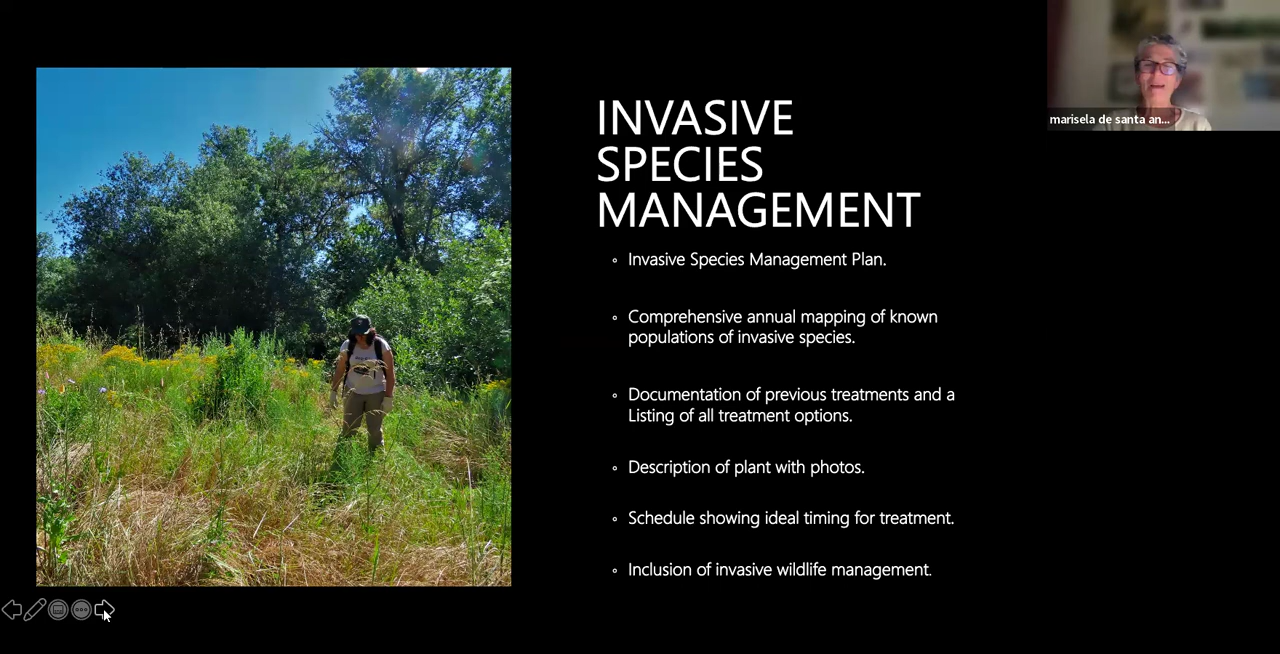 marisela de santa an...
INVASIVE
SPECIES
MANAGEMENT
Invasive Species Management Plan.
Comprehensive annual mapping of known
populations of invasive species.
Documentation of previous treatments and a
Listing of all treatment options.
Description of plant with photos.
Schedule showing ideal timing for treatment.
Inclusion of invasive wildlife management.